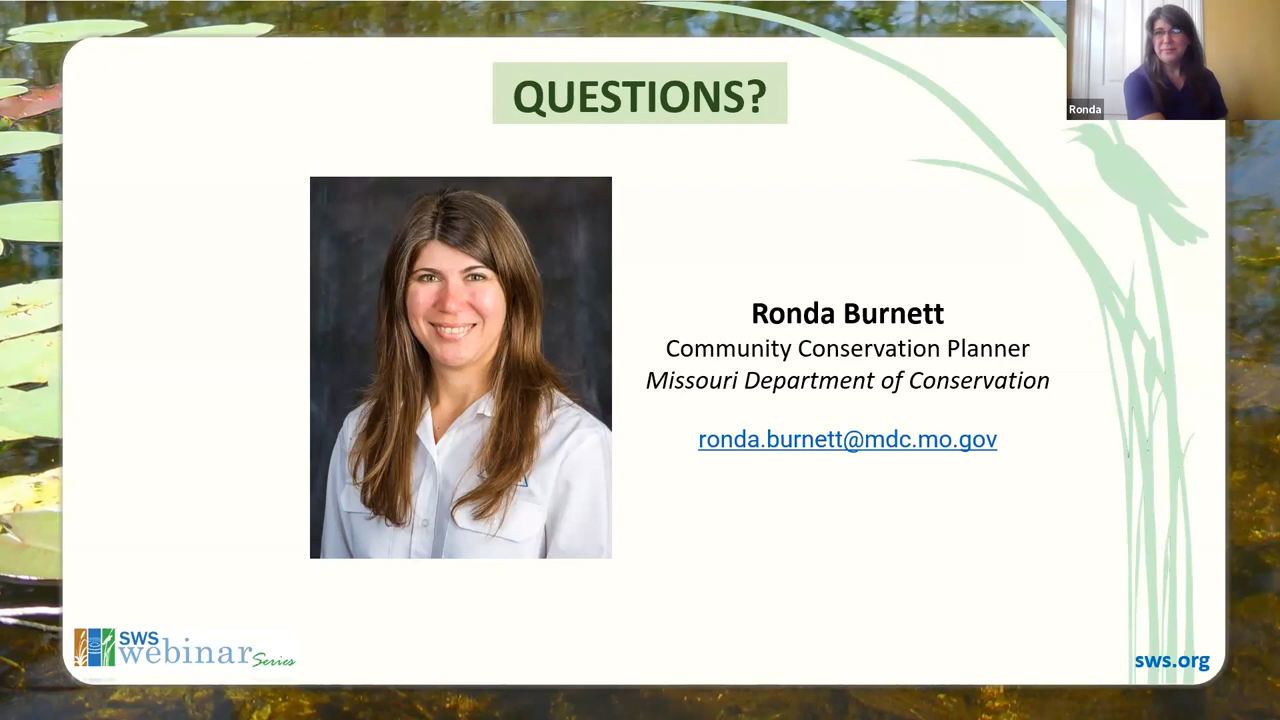 QUESTIONS?
Ronda
Ronda Burnett
Community Conservation Planner
Missouri Department of Conservation
ronda.burnett@mdc.mo.gov
SWS
webinar Series
sws.org